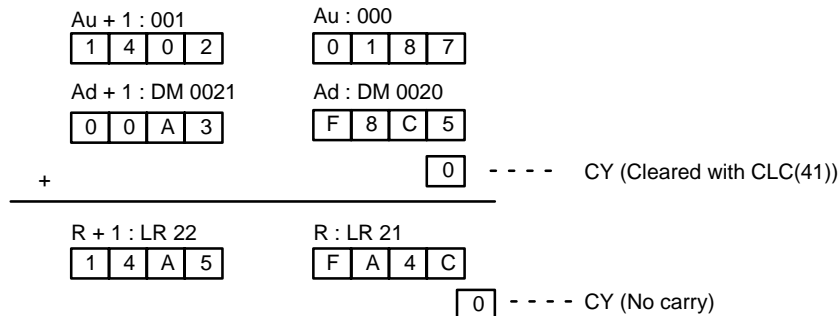 Au + 1 : 001 Au : 000
1 4 0 2 0 1 8 7
Ad + 1 : DM 0021 Ad : DM 0020
0 0 A 3 F 8 C 5
+ 0 - - - - CY (Cleared with CLC(41))
R + 1 : LR 22 R : LR 21
1 4 A 5 F A 4 C
0 - - - - CY (No carry)